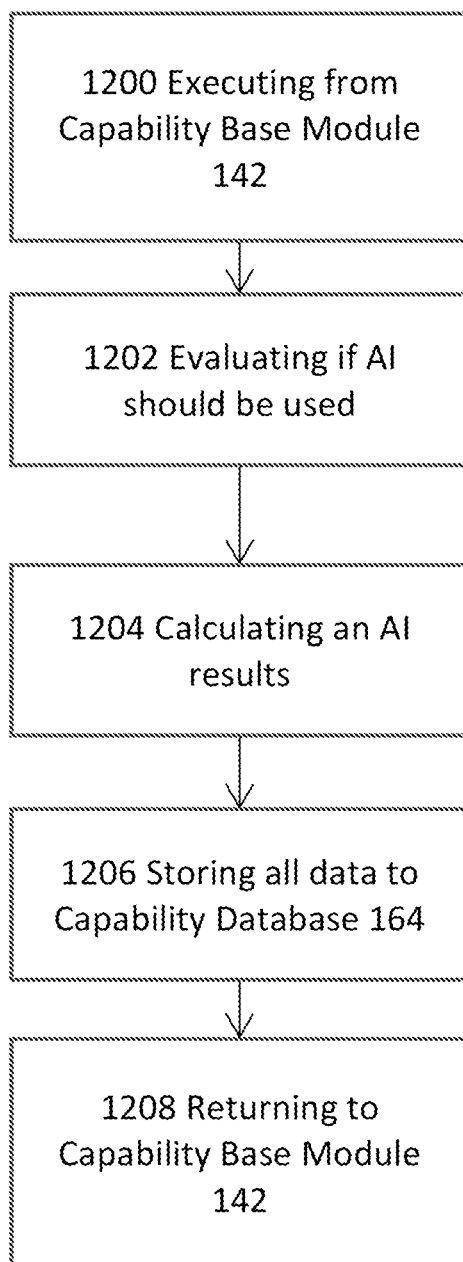 1200 Executing from
Capability Base Module
142
1202 Evaluating if AI
should be used
1204 Calculating an AI
results
1206 Storing all data to
Capability Database 164
1208 Returning to
Capability Base Module
142